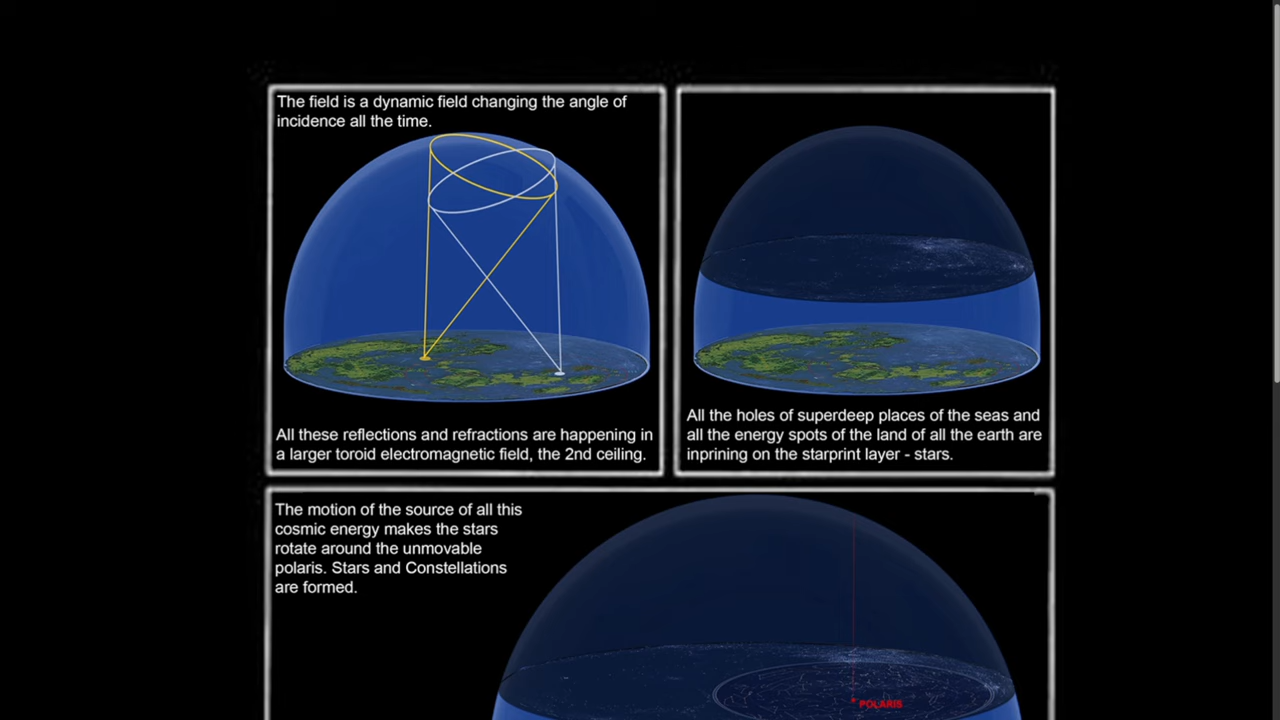 The field is a dynamic field changing the angle of
incidence all the time.
All these reflections and refractions are happening in
a larger toroid electromagnetic field, the 2nd ceiling.
All the holes of superdeep places of the seas and
all the energy spots of the land of all the earth are
inprining on the starprint layer - stars.
The motion of the source of all this
cosmic energy makes the stars
rotate around the unmovable
polaris. Stars and Constellations
are formed.
POLARIS